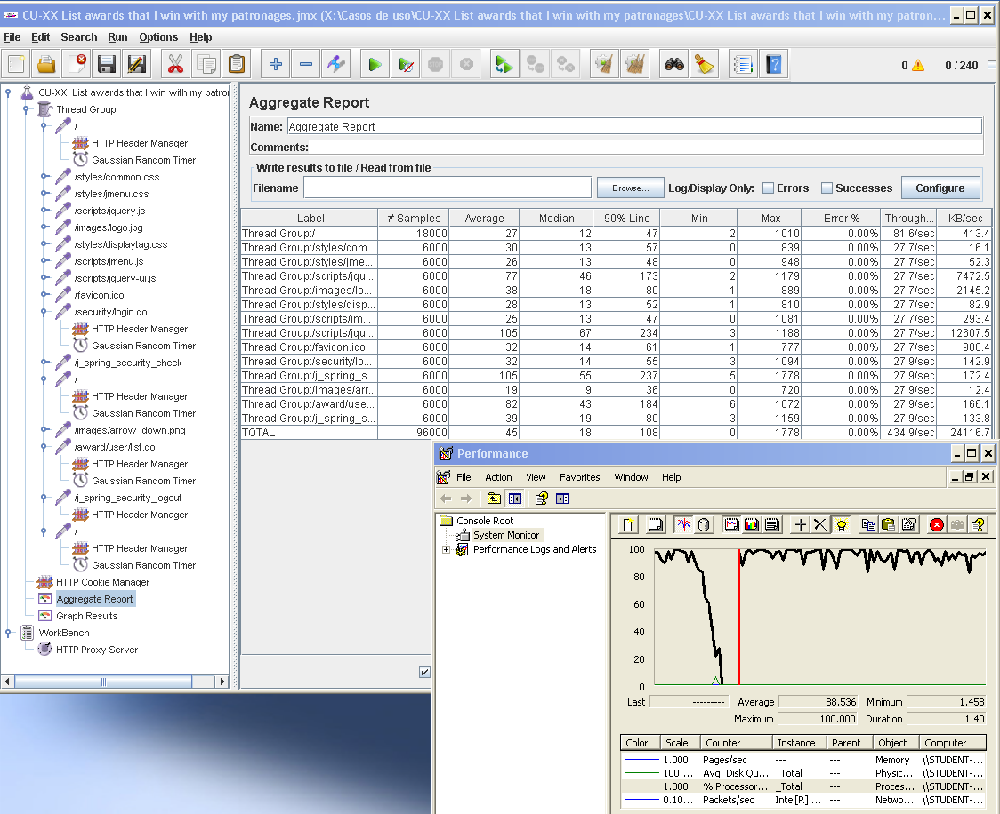 CU-XX List awards that I win with my patronages.jmx (X:\Casos de uso\CU-XX List awards that I win with my patronages\CU-XX List awards that I win with my patron...
File Edit Search Run Options Help
0 0 / 240
CU-XX List awards that I win with my patro
Thread Group
/
HTTP Header Manager
Gaussian Random Timer
/styles/common.css
/styles/jmenu.css
/scripts/jquery.js
/images/logo.jpg
/styles/displaytag.css
/scripts/jmenu.js
/scripts/jquery-ui.js
/favicon.ico
/security/login.do
HTTP Header Manager
Gaussian Random Timer
/j_spring_security_check
/
HTTP Header Manager
Gaussian Random Timer
/images/arrow_down.png
/award/user/list.do
HTTP Header Manager
Gaussian Random Timer
/j_spring_security_logout
HTTP Header Manager
/
HTTP Header Manager
Gaussian Random Timer
HTTP Cookie Manager
Aggregate Report
Graph Results
WorkBench
HTTP Proxy Server
Aggregate Report
Name: Aggregate Report
Comments:
Write results to file / Read from file
Filename Browse... Log/Display Only: Errors Successes Configure
Label # Samples Average Median 90% Line Min Max Error % Through... KB/sec
Thread Group:/ 18000 27 12 47 2 1010 0.00% 81.6/sec 413.4
Thread Group:/styles/com... 6000 30 13 57 0 839 0.00% 27.7/sec 16.1
Thread Group:/styles/jme... 6000 26 13 48 0 948 0.00% 27.7/sec 52.3
Thread Group:/scripts/jqu... 6000 77 46 173 2 1179 0.00% 27.7/sec 7472.5
Thread Group:/images/lo... 6000 38 18 80 1 889 0.00% 27.7/sec 2145.2
Thread Group:/styles/disp... 6000 28 13 52 1 810 0.00% 27.7/sec 82.9
Thread Group:/scripts/jm... 6000 25 13 47 0 1081 0.00% 27.7/sec 293.4
Thread Group:/scripts/jqu... 6000 105 67 234 3 1188 0.00% 27.7/sec 12607.5
Thread Group:/favicon.ico 6000 32 14 61 1 777 0.00% 27.7/sec 900.4
Thread Group:/security/lo... 6000 32 14 55 3 1094 0.00% 27.9/sec 142.9
Thread Group:/j_spring_s... 6000 105 55 237 5 1778 0.00% 27.9/sec 172.4
Thread Group:/images/arr... 6000 19 9 36 0 720 0.00% 27.9/sec 12.4
Thread Group:/award/use... 6000 82 43 184 6 1072 0.00% 27.9/sec 166.1
Thread Group:/j_spring_s... 6000 39 19 80 3 1159 0.00% 27.9/sec 133.8
TOTAL 96000 45 18 108 0 1778 0.00% 434.9/sec 24116.7
Performance
File Action View Favorites Window Help
Console Root
System Monitor
Performance Logs and Alerts
100
80
60
40
20
0
Last --------- Average 88.536 Minimum 1.458
Maximum 100.000 Duration 1:40
Color Scale Counter Instance Parent Object Computer
1.000 Pages/sec --- --- Memory \\STUDENT-...
100.... Avg. Disk Qu... _Total --- Physic... \\STUDENT-...
1.000 % Processor... _Total --- Proces... \\STUDENT-...
0.10... Packets/sec Intel[R] ... --- Netwo... \\STUDENT-...